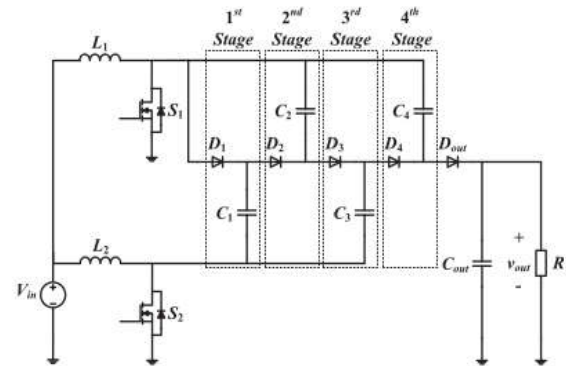 1st 2nd 3rd 4th
Stage Stage Stage Stage
L1
S1
C2
C4
D1 D2 D3 D4 Dout
C1
C3
L2
Vin
S2
Cout
+
vout
-
R